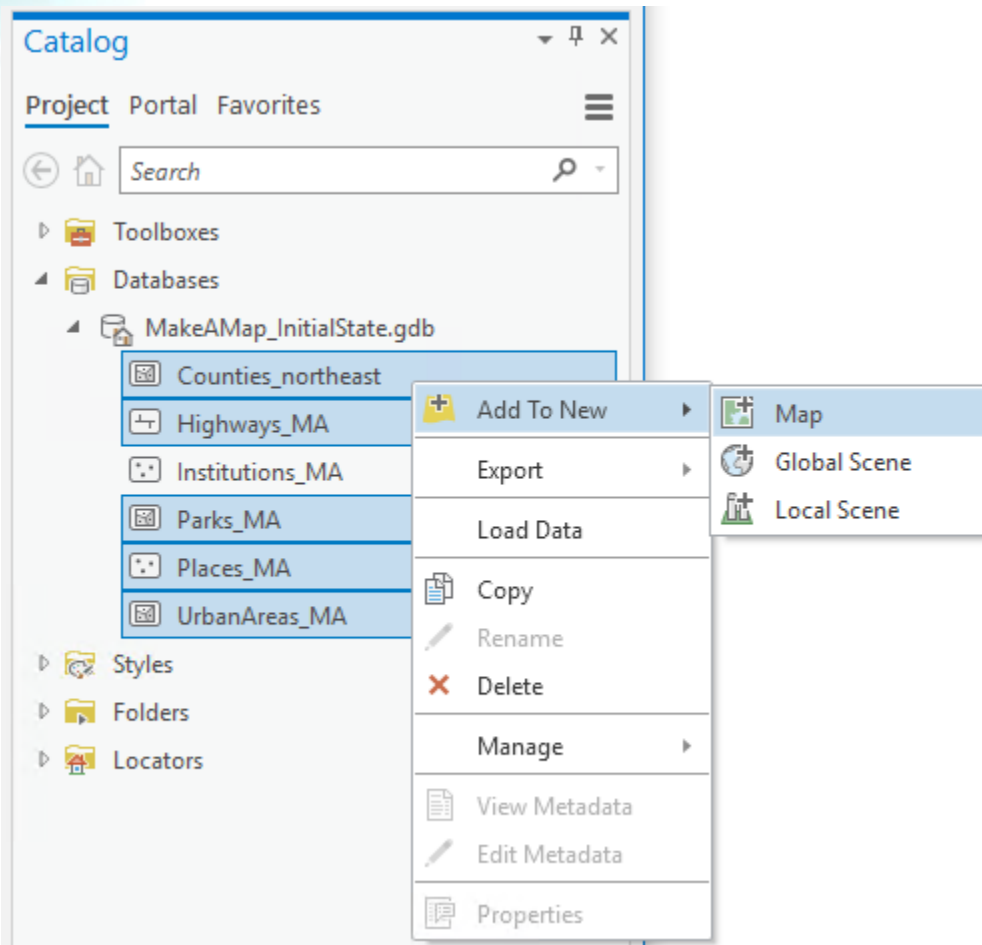 Catalog
Project Portal Favorites
Search
Toolboxes
Databases
MakeAMap_InitialState.gdb
Counties_northeast
Highways_MA
Institutions_MA
Parks_MA
Places_MA
UrbanAreas_MA
Styles
Folders
Locators
Add To New
Export
Load Data
Copy
Rename
Delete
Manage
View Metadata
Edit Metadata
Properties
Map
Global Scene
Local Scene